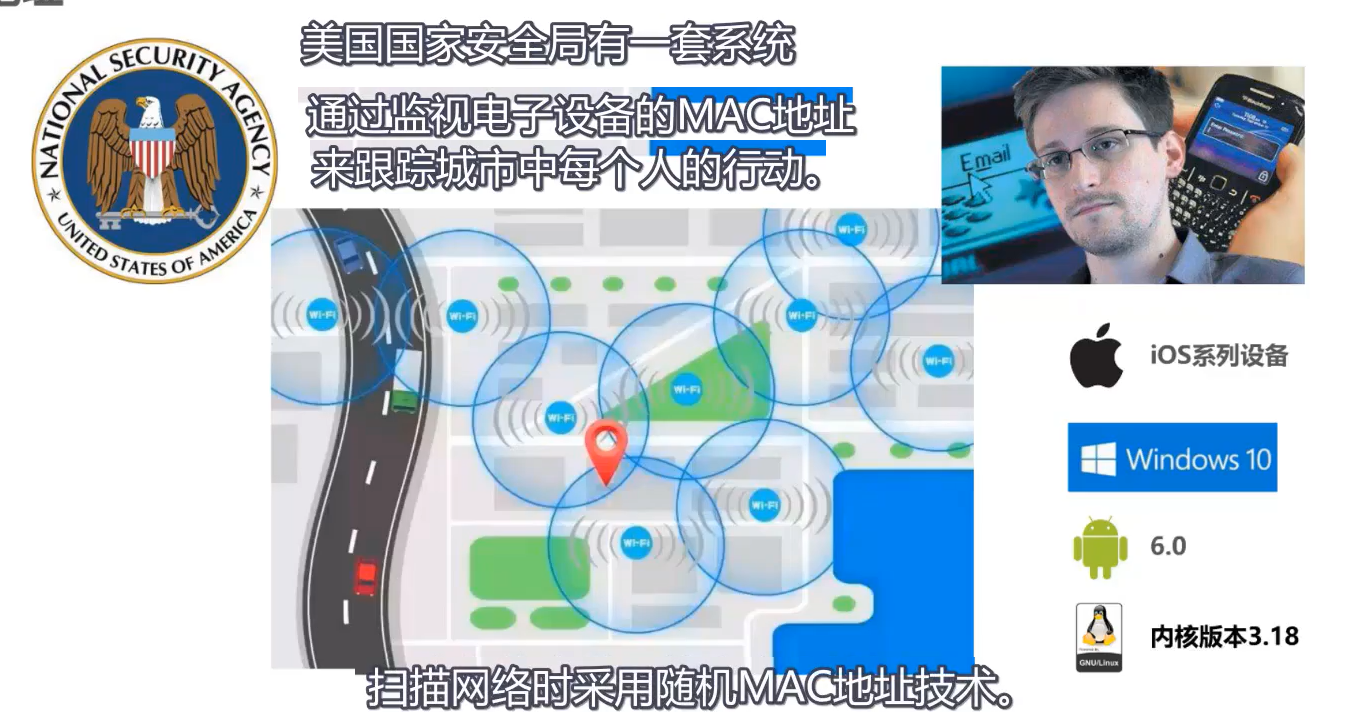 地址
NATIONAL SECURITY AGENCY
UNITED STATES OF AMERICA
美国国家安全局有一套系统
通过监视电子设备的MAC地址
来跟踪城市中每个人的行动。
Email
BlackBerry
Wi-Fi
Wi-Fi
Wi-Fi
Wi-Fi
Wi-Fi
Wi-Fi
Wi-Fi
Wi-Fi
Wi-Fi
iOS系列设备
Windows 10
6.0
GNU/Linux
内核版本3.18
扫描网络时采用随机MAC地址技术。